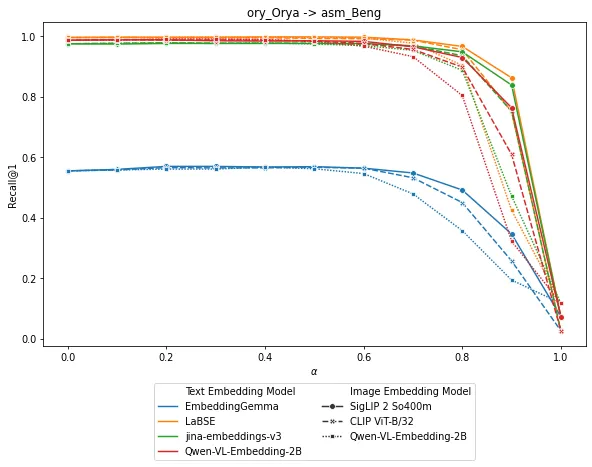 ory_Orya -> asm_Beng
1.0
0.8
0.6
0.4
0.2
0.0
Recall@1
0.0 0.2 0.4 0.6 0.8 1.0
α
Text Embedding Model Image Embedding Model
EmbeddingGemma SigLIP 2 So400m
LaBSE CLIP ViT-B/32
jina-embeddings-v3 Qwen-VL-Embedding-2B
Qwen-VL-Embedding-2B